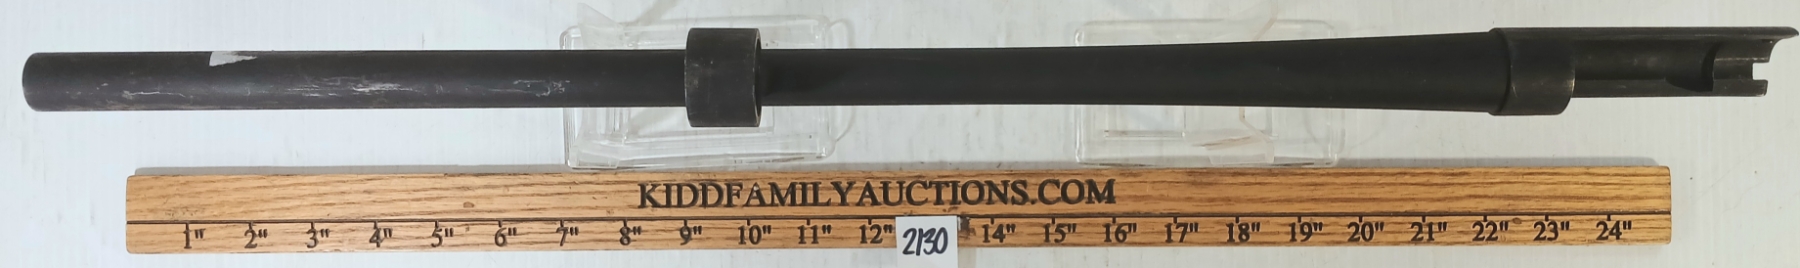 KIDDFAMILYAUCTIONS.COM
1" 2" 3" 4" 5" 6" 7" 8" 9" 10" 11" 12" 14" 15" 16" 17" 18" 19" 20" 21" 22" 23" 24"
2130